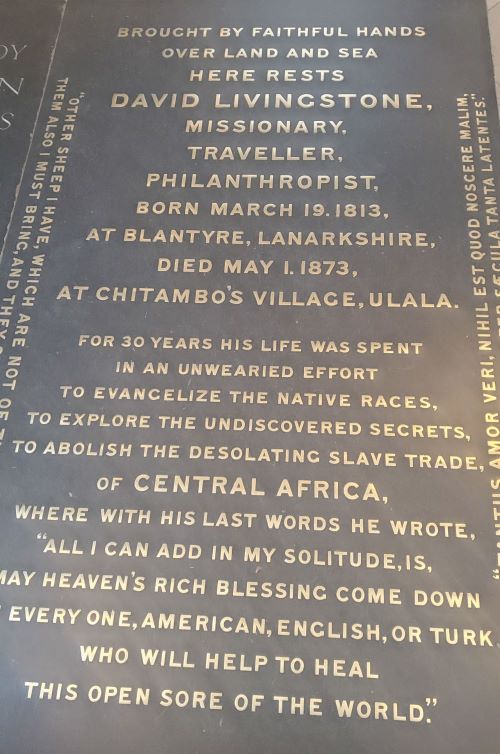 BROUGHT BY FAITHFUL HANDS
OVER LAND AND SEA
HERE RESTS
DAVID LIVINGSTONE,
MISSIONARY,
TRAVELLER,
PHILANTHROPIST,
BORN MARCH 19.1813,
AT BLANTYRE, LANARKSHIRE,
DIED MAY 1.1873,
AT CHITAMBO'S VILLAGE, ULALA.
FOR 30 YEARS HIS LIFE WAS SPENT
IN AN UNWEARIED EFFORT
TO EVANGELIZE THE NATIVE RACES,
TO EXPLORE THE UNDISCOVERED SECRETS,
TO ABOLISH THE DESOLATING SLAVE TRADE,
OF CENTRAL AFRICA,
WHERE WITH HIS LAST WORDS HE WROTE,
"ALL I CAN ADD IN MY SOLITUDE, IS,
MAY HEAVEN'S RICH BLESSING COME DOWN
EVERY ONE, AMERICAN, ENGLISH, OR TURK
WHO WILL HELP TO HEAL
THIS OPEN SORE OF THE WORLD."
"OTHER SHEEP I HAVE, WHICH ARE NOT OF
THEM ALSO I MUST BRING, AND THEY
AMOR VERI, NIHIL EST QUOD NOSCERE MALIM,
SÆCULA TANTA LATENTES."
DY
N
S